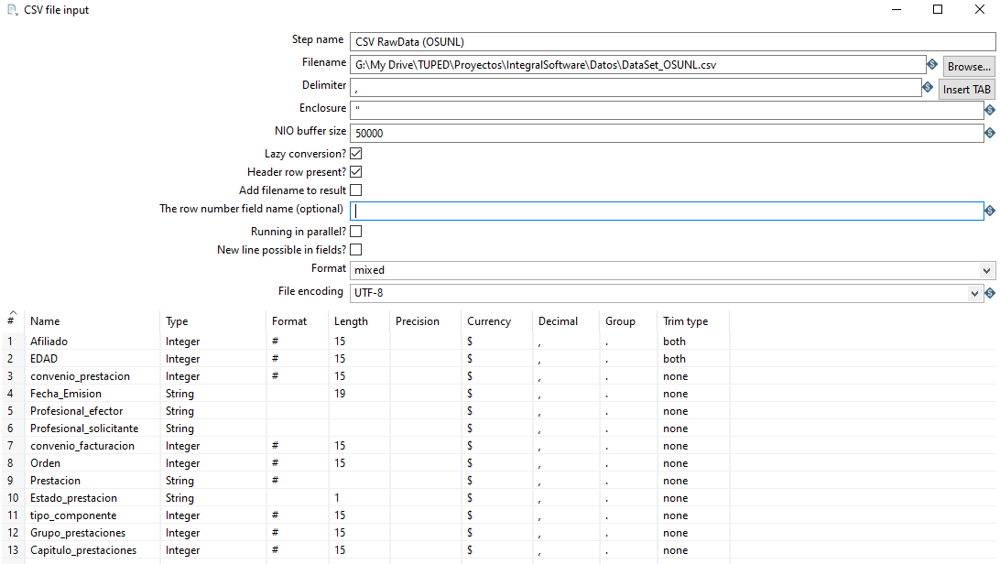 CSV file input
Step name CSV RawData (OSUNL)
Filename G:\My Drive\TUPED\Proyectos\IntegralSoftware\Datos\DataSet_OSUNL.csv Browse...
Delimiter , Insert TAB
Enclosure "
NIO buffer size 50000
Lazy conversion?
Header row present?
Add filename to result
The row number field name (optional)
Running in parallel?
New line possible in fields?
Format mixed
File encoding UTF-8
# Name Type Format Length Precision Currency Decimal Group Trim type
1 Afiliado Integer # 15 $ , . both
2 EDAD Integer # 15 $ , . both
3 convenio_prestacion Integer # 15 $ , . none
4 Fecha_Emision String 19 $ , . none
5 Profesional_efector String $ , . none
6 Profesional_solicitante String $ , . none
7 convenio_facturacion Integer # 15 $ , . none
8 Orden Integer # 15 $ , . none
9 Prestacion String # $ , . none
10 Estado_prestacion String 1 $ , . none
11 tipo_componente Integer # 15 $ , . none
12 Grupo_prestaciones Integer # 15 $ , . none
13 Capitulo_prestaciones Integer # 15 $ , . none